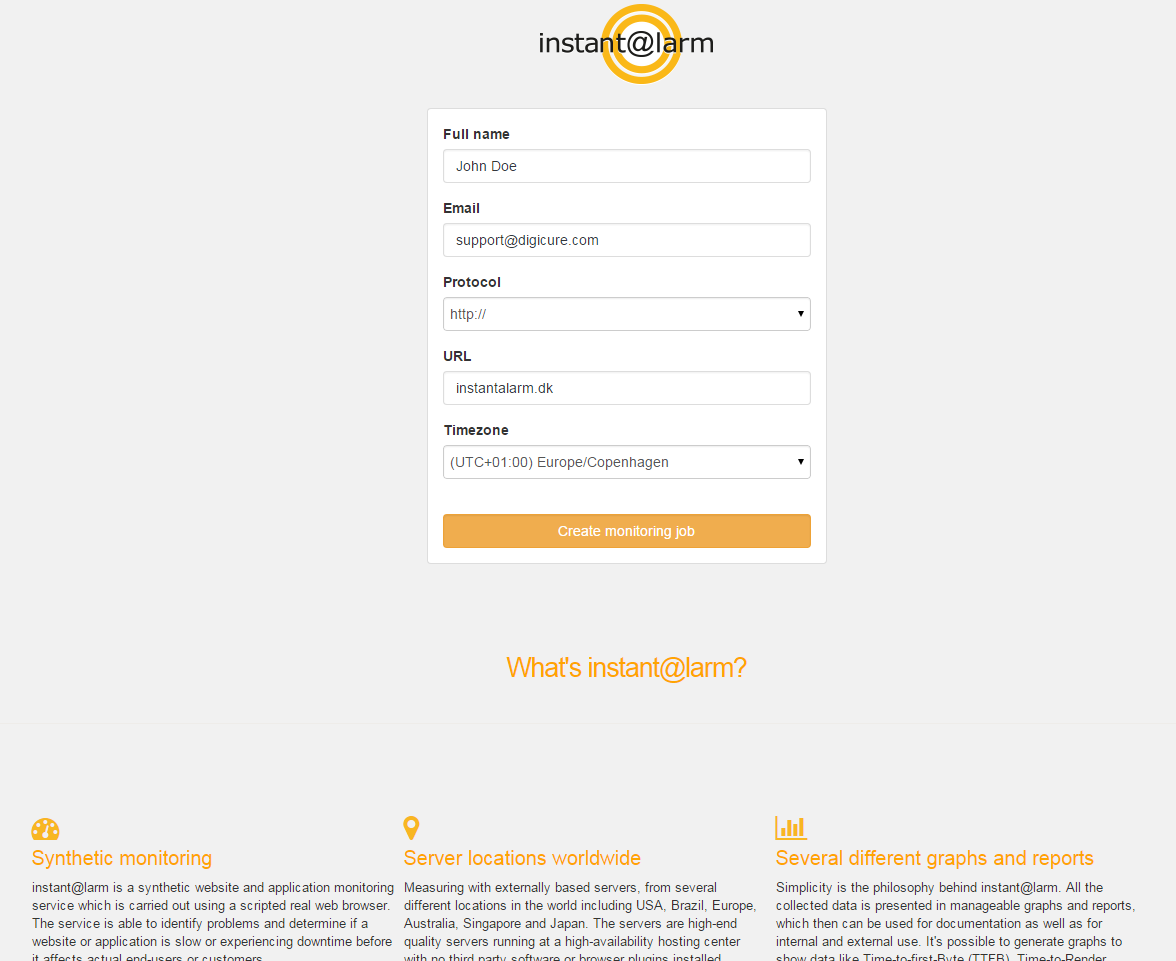 instant@larm
Full name
John Doe
Email
support@digicure.com
Protocol
http://
URL
instantalarm.dk
Timezone
(UTC+01:00) Europe/Copenhagen
Create monitoring job
What's instant@larm?
Synthetic monitoring
instant@larm is a synthetic website and application monitoring
service which is carried out using a scripted real web browser.
The service is able to identify problems and determine if a
website or application is slow or experiencing downtime before
it affects actual end-users or customers.
Server locations worldwide
Measuring with externally based servers, from several
different locations in the world including USA, Brazil, Europe,
Australia, Singapore and Japan. The servers are high-end
quality servers running at a high-availability hosting center
with no third party software or browser plugins installed
Several different graphs and reports
Simplicity is the philosophy behind instant@larm. All the
collected data is presented in manageable graphs and reports,
which then can be used for documentation as well as for
internal and external use. It's possible to generate graphs to
show data like Time-to-first-Byte (TTFB), Time-to-Render